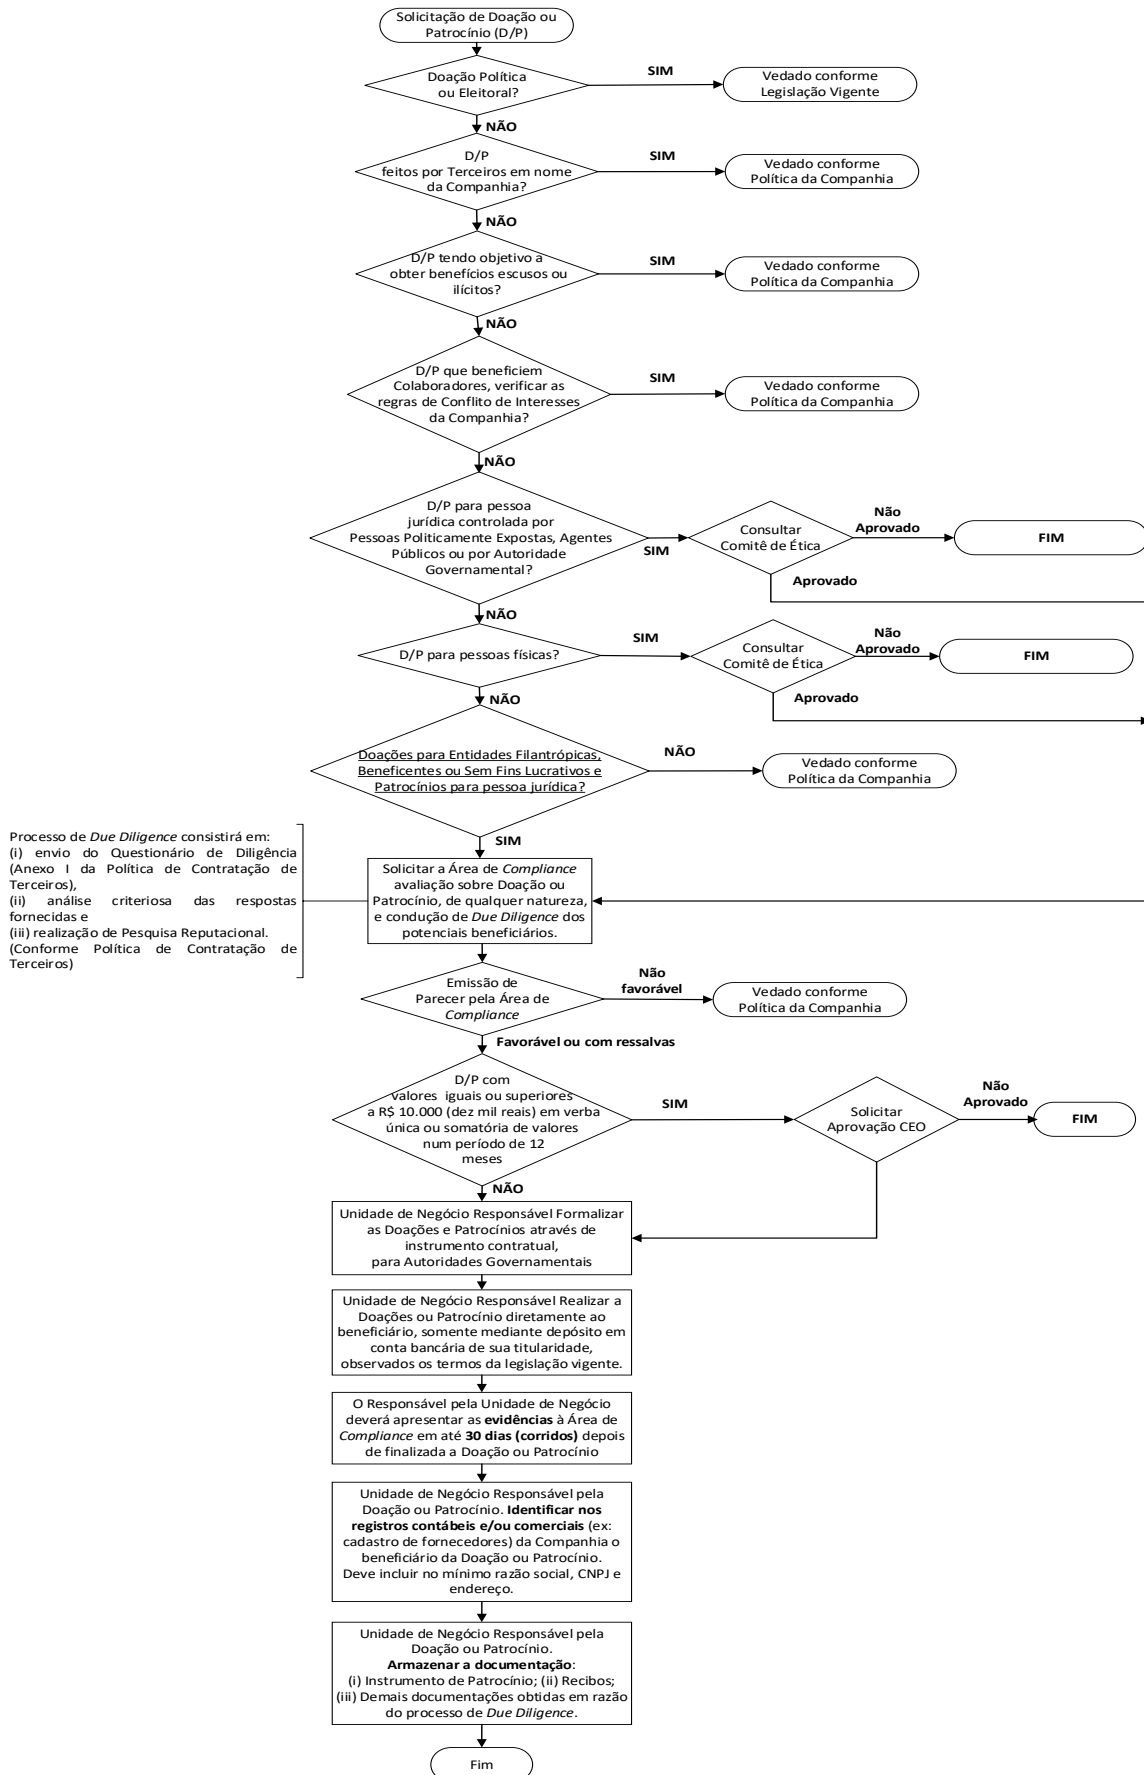 Solicitação de Doação ou
Patrocínio (D/P)
Doação Política
ou Eleitoral?
SIM
Vedado conforme
Legislação Vigente
NÃO
D/P
feitos por Terceiros em nome
da Companhia?
SIM
Vedado conforme
Política da Companhia
NÃO
D/P tendo objetivo a
obter benefícios escusos ou
ilícitos?
SIM
Vedado conforme
Política da Companhia
NÃO
D/P que beneficiem
Colaboradores, verificar as
regras de Conflito de Interesses
da Companhia?
SIM
Vedado conforme
Política da Companhia
NÃO
D/P para pessoa
jurídica controlada por
Pessoas Politicamente Expostas, Agentes
Públicos ou por Autoridade
Governamental?
SIM
Consultar
Comitê de Ética
Não
Aprovado
FIM
Aprovado
NÃO
D/P para pessoas físicas?
SIM
Consultar
Comitê de Ética
Não
Aprovado
FIM
Aprovado
NÃO
Doações para Entidades Filantrópicas,
Beneficentes ou Sem Fins Lucrativos e
Patrocínios para pessoa jurídica?
NÃO
Vedado conforme
Política da Companhia
SIM
Processo de Due Diligence consistirá em:
(i) envio do Questionário de Diligência
(Anexo I da Política de Contratação de
Terceiros),
(ii) análise criteriosa das respostas
fornecidas e
(iii) realização de Pesquisa Reputacional.
(Conforme Política de Contratação de
Terceiros)
Solicitar a Área de Compliance
avaliação sobre Doação ou
Patrocínio, de qualquer natureza,
e condução de Due Diligence dos
potenciais beneficiários.
Emissão de
Parecer pela Área de
Compliance
Não
favorável
Vedado conforme
Política da Companhia
Favorável ou com ressalvas
D/P com
valores iguais ou superiores
a R$ 10.000 (dez mil reais) em verba
única ou somatória de valores
num período de 12
meses
SIM
Solicitar
Aprovação CEO
Não
Aprovado
FIM
NÃO
Unidade de Negócio Responsável Formalizar
as Doações e Patrocínios através de
instrumento contratual,
para Autoridades Governamentais
Unidade de Negócio Responsável Realizar a
Doações ou Patrocínio diretamente ao
beneficiário, somente mediante depósito em
conta bancária de sua titularidade,
observados os termos da legislação vigente.
O Responsável pela Unidade de Negócio
deverá apresentar as evidências à Área de
Compliance em até 30 dias (corridos) depois
de finalizada a Doação ou Patrocínio
Unidade de Negócio Responsável pela
Doação ou Patrocínio. Identificar nos
registros contábeis e/ou comerciais (ex:
cadastro de fornecedores) da Companhia o
beneficiário da Doação ou Patrocínio.
Deve incluir no mínimo razão social, CNPJ e
endereço.
Unidade de Negócio Responsável pela
Doação ou Patrocínio.
Armazenar a documentação:
(i) Instrumento de Patrocínio; (ii) Recibos;
(iii) Demais documentações obtidas em razão
do processo de Due Diligence.
Fim